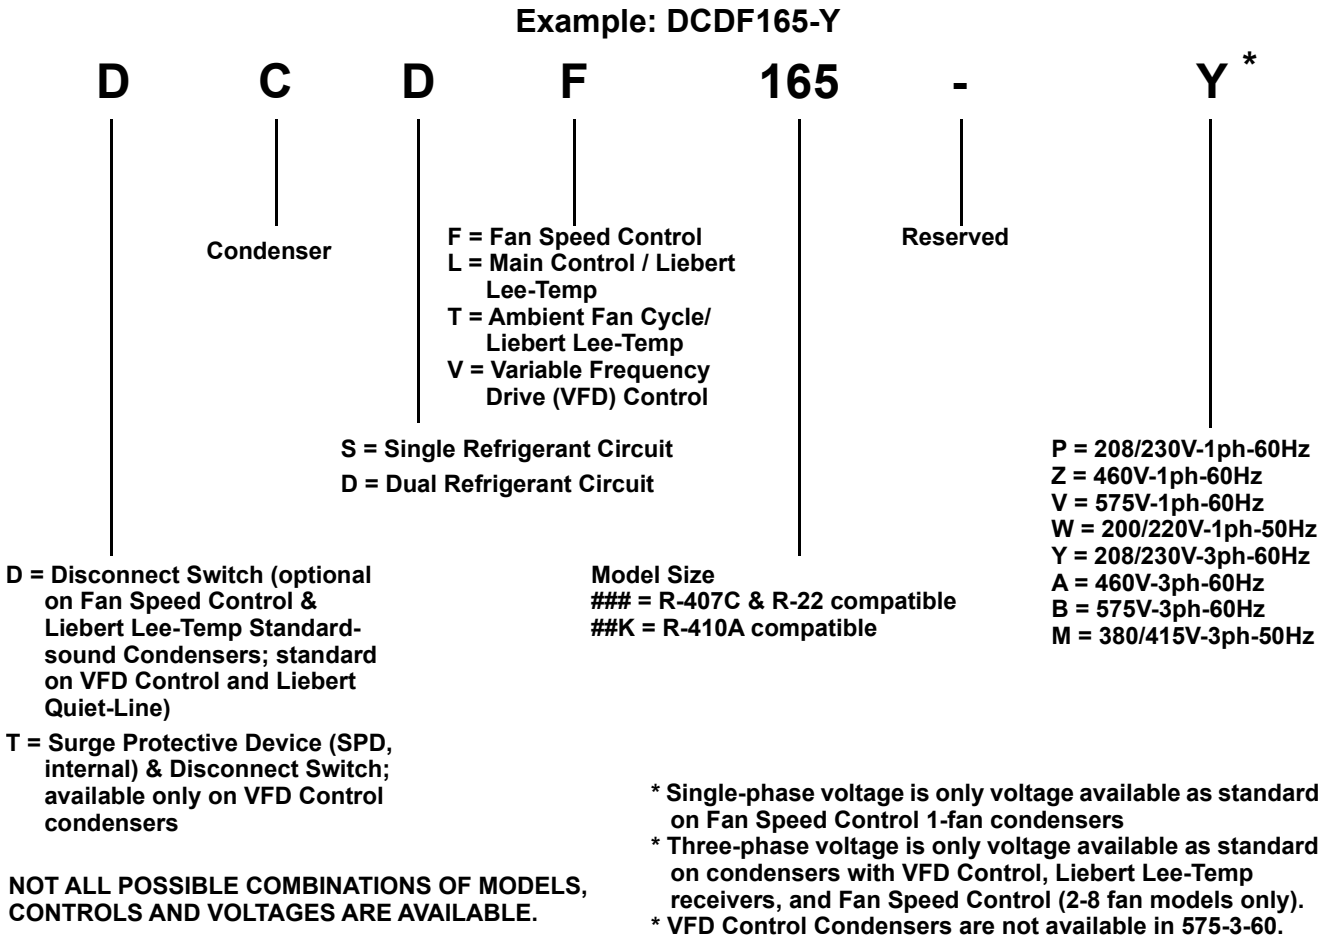 Example: DCDF165-Y
D C D F 165 - Y *
Condenser
F = Fan Speed Control
L = Main Control / Liebert
Lee-Temp
T = Ambient Fan Cycle/
Liebert Lee-Temp
V = Variable Frequency
Drive (VFD) Control
Reserved
S = Single Refrigerant Circuit
D = Dual Refrigerant Circuit
P = 208/230V-1ph-60Hz
Z = 460V-1ph-60Hz
V = 575V-1ph-60Hz
W = 200/220V-1ph-50Hz
Y = 208/230V-3ph-60Hz
A = 460V-3ph-60Hz
B = 575V-3ph-60Hz
M = 380/415V-3ph-50Hz
D = Disconnect Switch (optional
on Fan Speed Control &
Liebert Lee-Temp Standard-
sound Condensers; standard
on VFD Control and Liebert
Quiet-Line)
T = Surge Protective Device (SPD,
internal) & Disconnect Switch;
available only on VFD Control
condensers
Model Size
### = R-407C & R-22 compatible
##K = R-410A compatible
NOT ALL POSSIBLE COMBINATIONS OF MODELS,
CONTROLS AND VOLTAGES ARE AVAILABLE.
* Single-phase voltage is only voltage available as standard
on Fan Speed Control 1-fan condensers
* Three-phase voltage is only voltage available as standard
on condensers with VFD Control, Liebert Lee-Temp
receivers, and Fan Speed Control (2-8 fan models only).
* VFD Control Condensers are not available in 575-3-60.